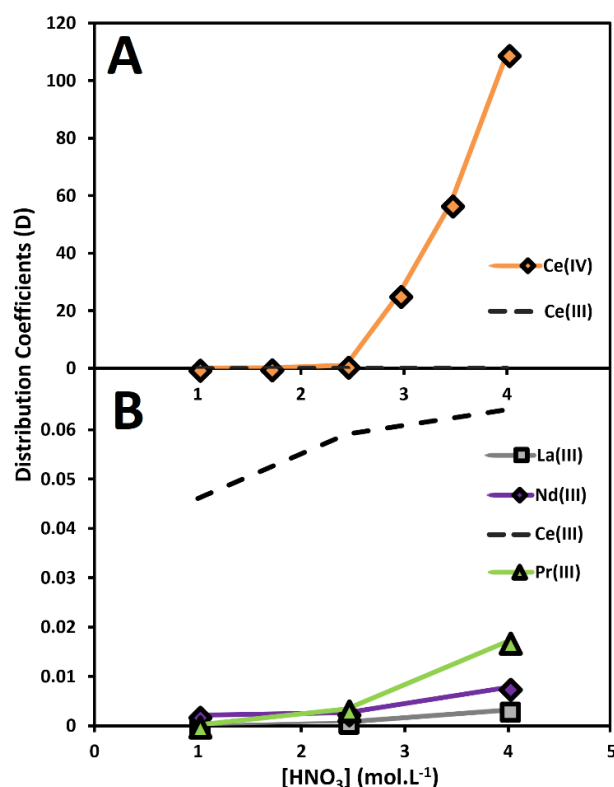 A
Distribution Coefficients (D)
120
100
80
60
40
20
0
1
2
3
4
Ce(IV)
Ce(III)
B
0.06
0.05
0.04
0.03
0.02
0.01
0
La(III)
Nd(III)
Ce(III)
Pr(III)
0
1
2
3
4
5
[HNO₃] (mol.L⁻¹)